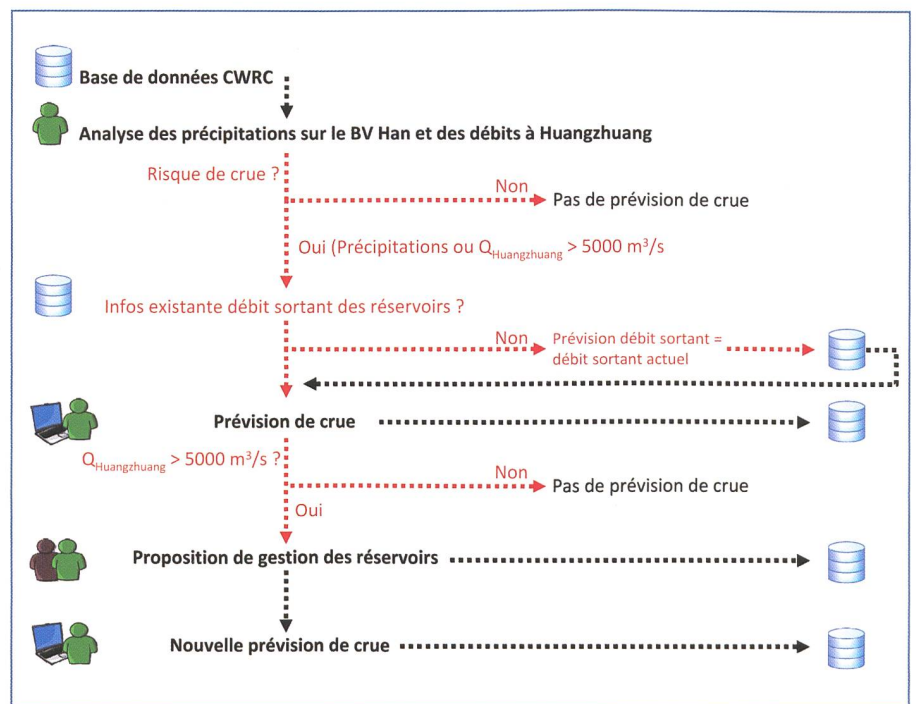 Base de données CWRC
Analyse des précipitations sur le BV Han et des débits à Huangzhuang
Risque de crue ?
Non
Pas de prévision de crue
Oui (Précipitations ou QHuangzhuang > 5000 m³/s
Infos existante débit sortant des réservoirs ?
Non
Prévision débit sortant =
débit sortant actuel
Prévision de crue
QHuangzhuang > 5000 m³/s ?
Non
Pas de prévision de crue
Oui
Proposition de gestion des réservoirs
Nouvelle prévision de crue